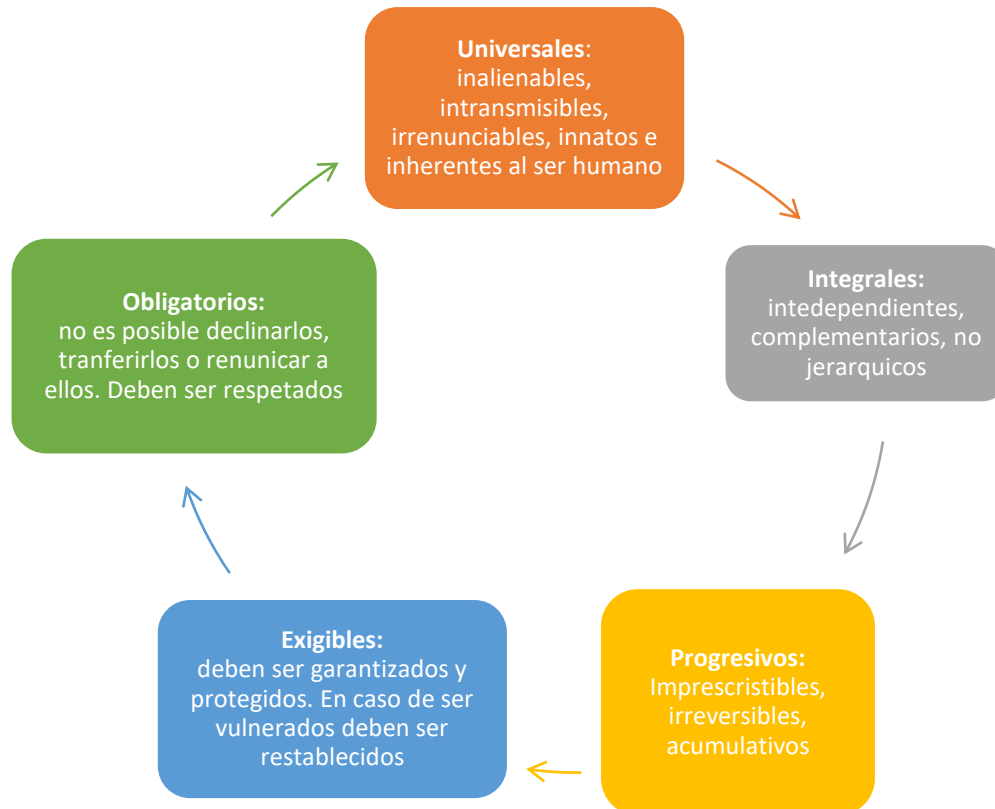 Universales:
inalienables,
intransmisibles,
irrenunciables, innatos e
inherentes al ser humano
Integrales:
intedependientes,
complementarios, no
jerarquicos
Progresivos:
Imprescristibles,
irreversibles,
acumulativos
Exigibles:
deben ser garantizados y
protegidos. En caso de ser
vulnerados deben ser
restablecidos
Obligatorios:
no es posible declinarlos,
tranferirlos o renunicar a
ellos. Deben ser respetados